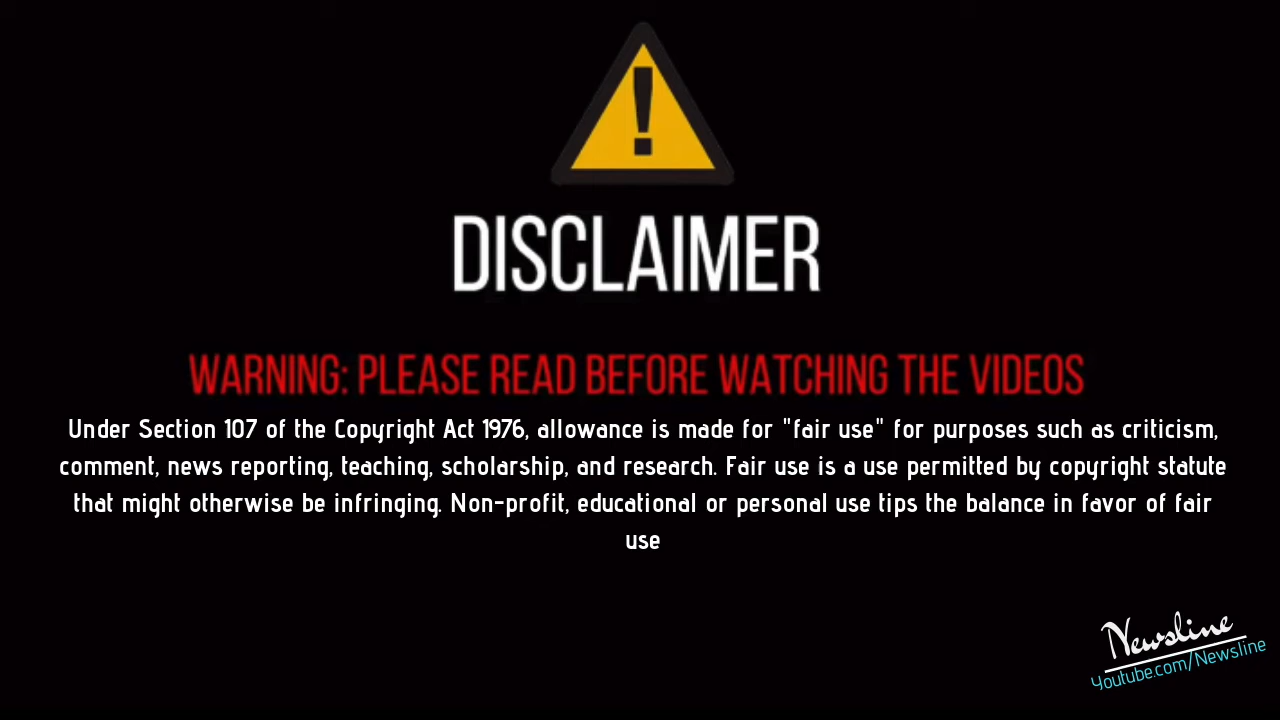 DISCLAIMER
WARNING: PLEASE READ BEFORE WATCHING THE VIDEOS
Under Section 107 of the Copyright Act 1976, allowance is made for "fair use" for purposes such as criticism,
comment, news reporting, teaching, scholarship, and research. Fair use is a use permitted by copyright statute
that might otherwise be infringing. Non-profit, educational or personal use tips the balance in favor of fair
use
Newsline
Youtube.com/Newsline